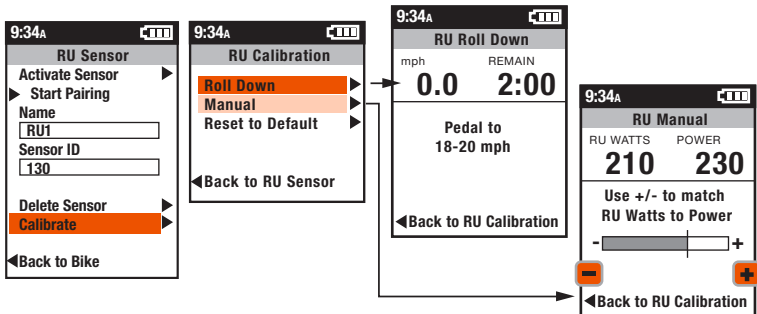 9:34A
RU Sensor
Activate Sensor
Start Pairing
Name
RU1
Sensor ID
130
Delete Sensor
Calibrate
Back to Bike
9:34A
RU Calibration
Roll Down
Manual
Reset to Default
Back to RU Sensor
9:34A
RU Roll Down
mph REMAIN
0.0 2:00
Pedal to
18-20 mph
Back to RU Calibration
9:34A
RU Manual
RU WATTS POWER
210 230
Use +/- to match
RU Watts to Power
- +
- +
Back to RU Calibration